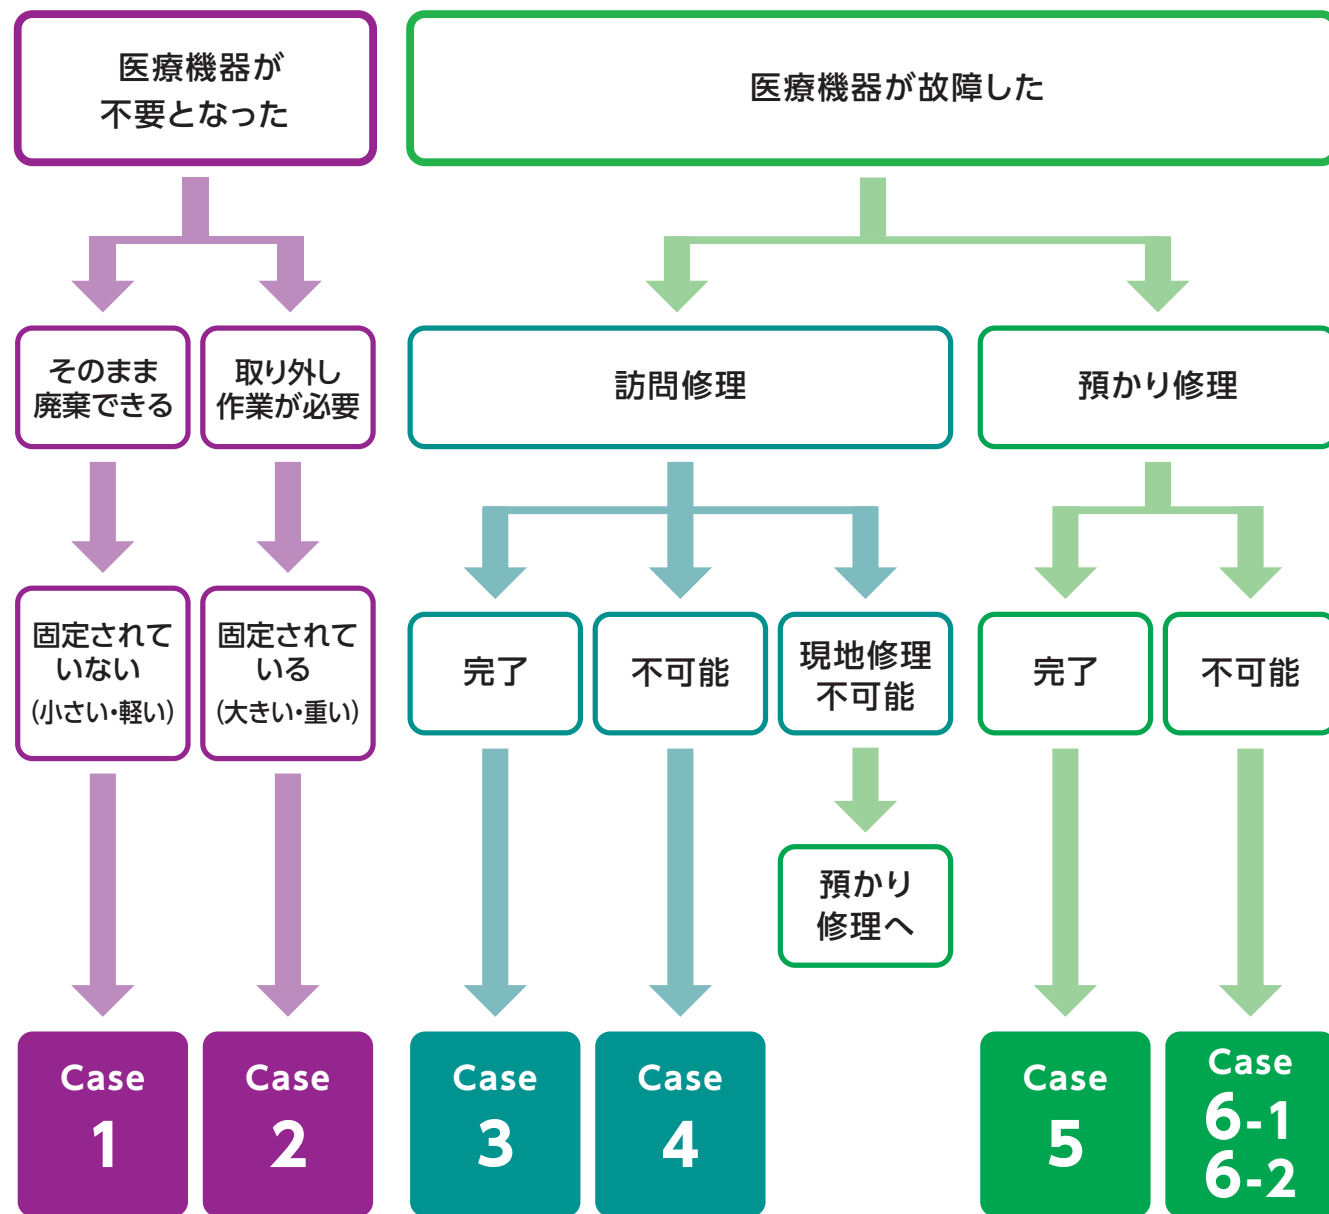 医療機器が
不要となった
医療機器が故障した
そのまま
廃棄できる
取り外し
作業が必要
訪問修理
預かり修理
固定されて
いない
(小さい・軽い)
固定されて
いる
(大きい・重い)
完了
不可能
現地修理
不可能
完了
不可能
預かり
修理へ
Case
1
Case
2
Case
3
Case
4
Case
5
Case
6-1
6-2